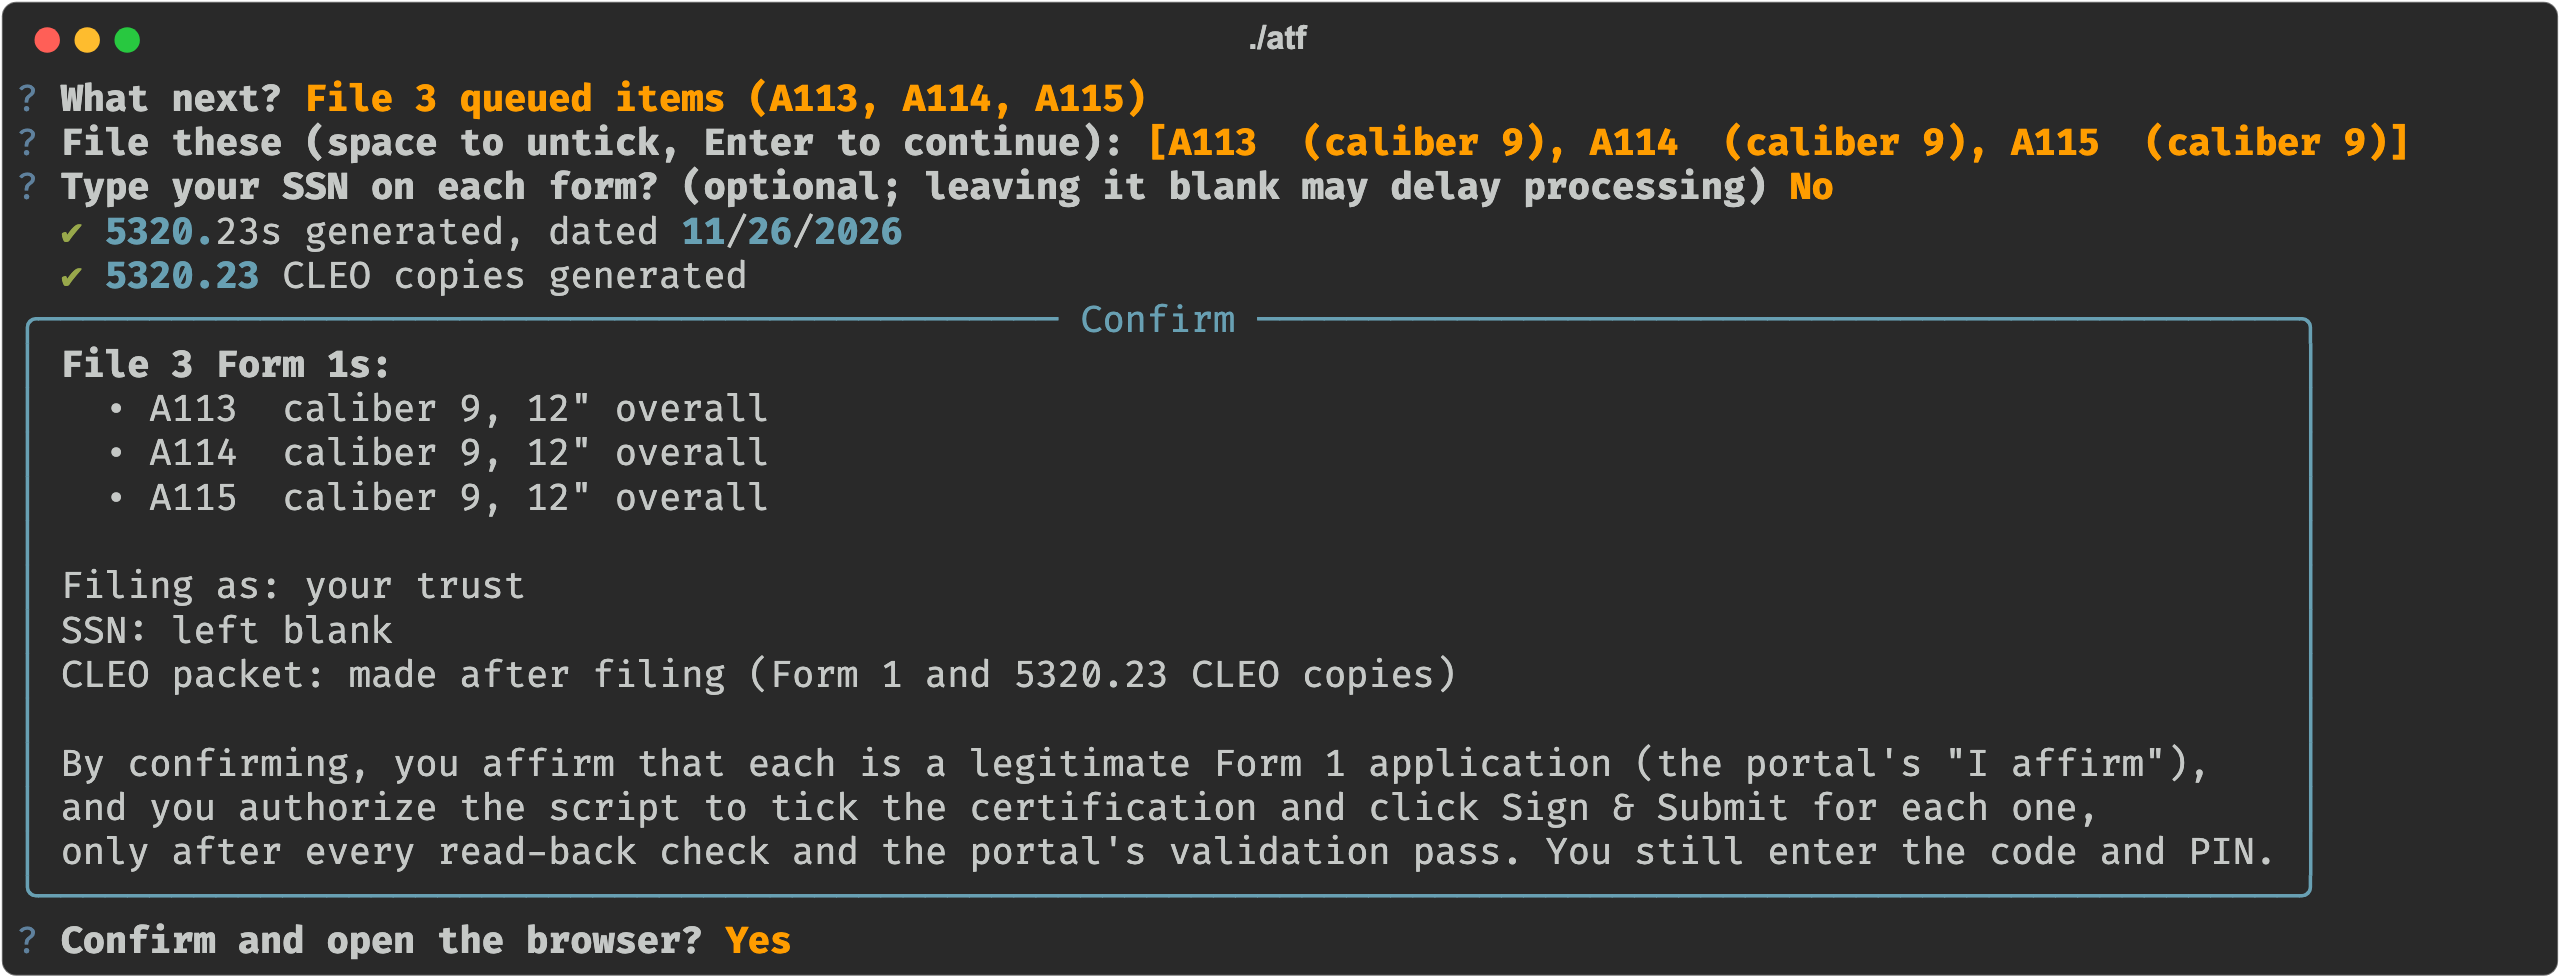 ./atf
? What next? File 3 queued items (A113, A114, A115)
? File these (space to untick, Enter to continue): [A113  (caliber 9), A114  (caliber 9), A115  (caliber 9)]
? Type your SSN on each form? (optional; leaving it blank may delay processing) No
✔ 5320.23s generated, dated 11/26/2026
✔ 5320.23 CLEO copies generated
Confirm
File 3 Form 1s:
• A113  caliber 9, 12" overall
• A114  caliber 9, 12" overall
• A115  caliber 9, 12" overall
Filing as: your trust
SSN: left blank
CLEO packet: made after filing (Form 1 and 5320.23 CLEO copies)
By confirming, you affirm that each is a legitimate Form 1 application (the portal's "I affirm"),
and you authorize the script to tick the certification and click Sign & Submit for each one,
only after every read-back check and the portal's validation pass. You still enter the code and PIN.
? Confirm and open the browser? Yes